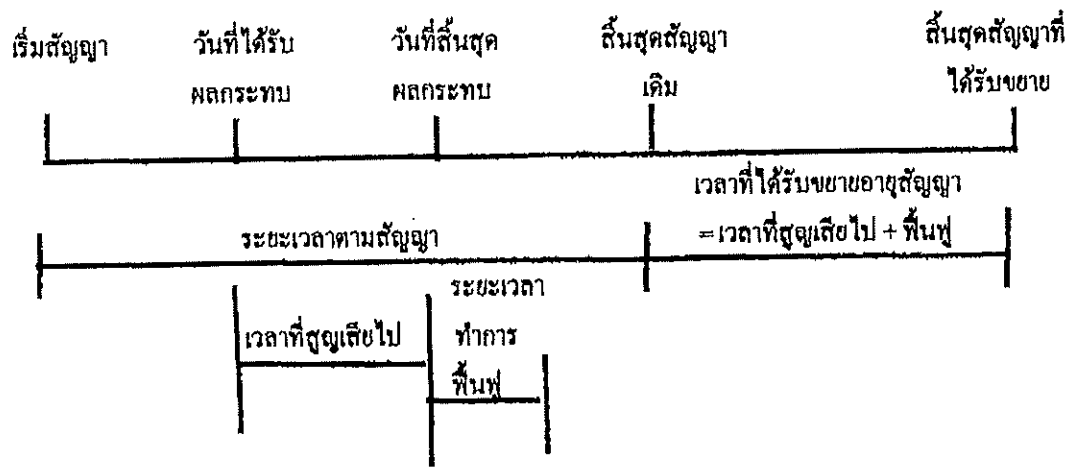 เริ่มสัญญา
วันที่ได้รับ
ผลกระทบ
วันที่สิ้นสุด
ผลกระทบ
สิ้นสุดสัญญา
เดิม
สิ้นสุดสัญญาที่
ได้รับขยาย
เวลาที่ได้รับขยายอายุสัญญา
=เวลาที่สูญเสียไป + ฟื้นฟู
ระยะเวลาตามสัญญา
เวลาที่สูญเสียไป
ระยะเวลา
ทำการ
ฟื้นฟู